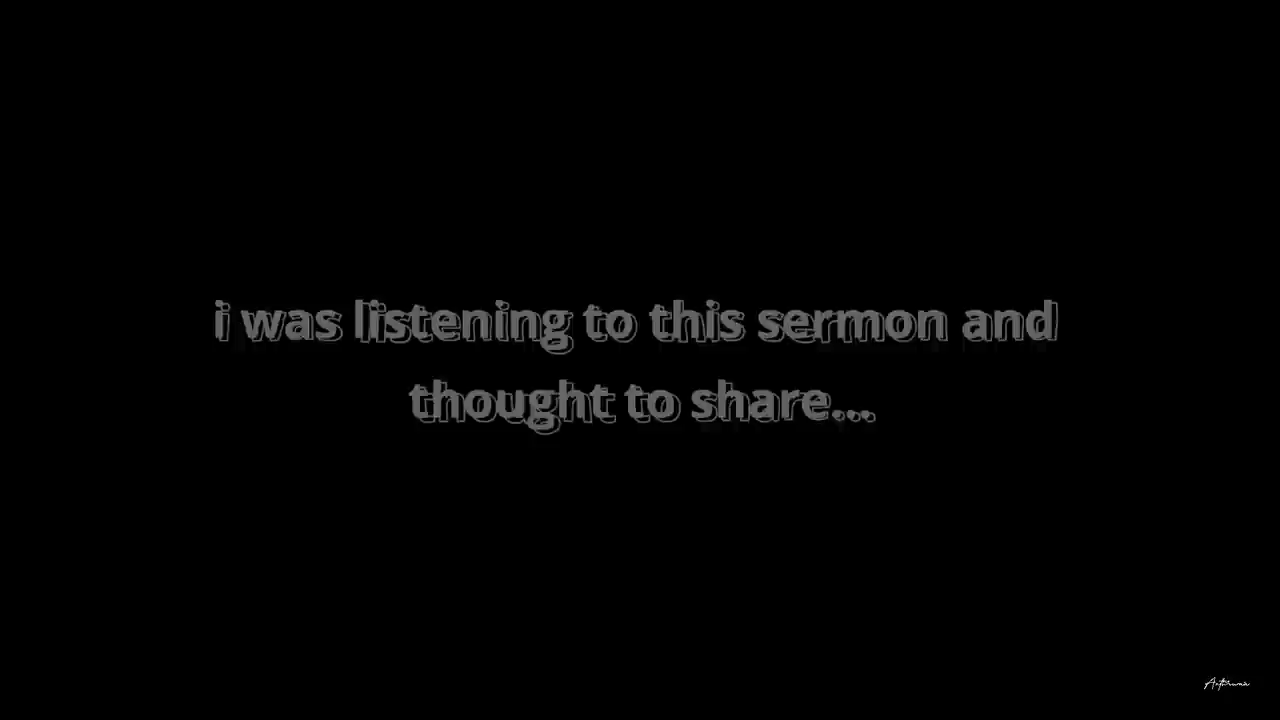 i was listening to this sermon and
thought to share...